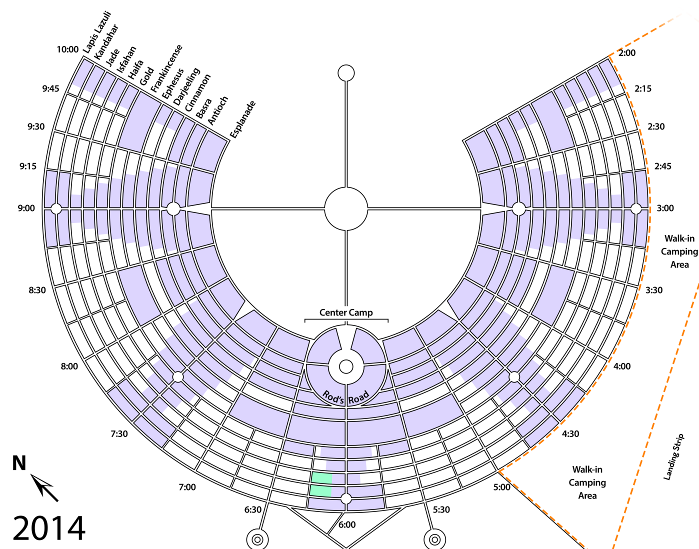 10:00
Lapis Lazuli
Kandahar
Jade
Isfahan
Haifa
Gold
Frankincense
Ephesus
Darjeeling
Cinnamon
Basra
Antioch
Esplanade
2:00
9:45
2:15
9:30
2:30
9:15
2:45
9:00
3:00
Walk-in
Camping
Area
8:30
3:30
Center Camp
8:00
4:00
Rod's Road
7:30
4:30
Landing Strip
N
7:00
5:00
Walk-in
Camping
Area
6:30
5:30
6:00
2014